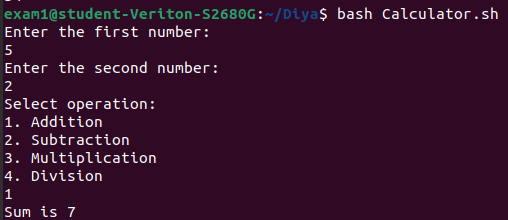 exam1@student-Veriton-S2680G:~/Diya$ bash Calculator.sh
Enter the first number:
5
Enter the second number:
2
Select operation:
1. Addition
2. Subtraction
3. Multiplication
4. Division
1
Sum is 7